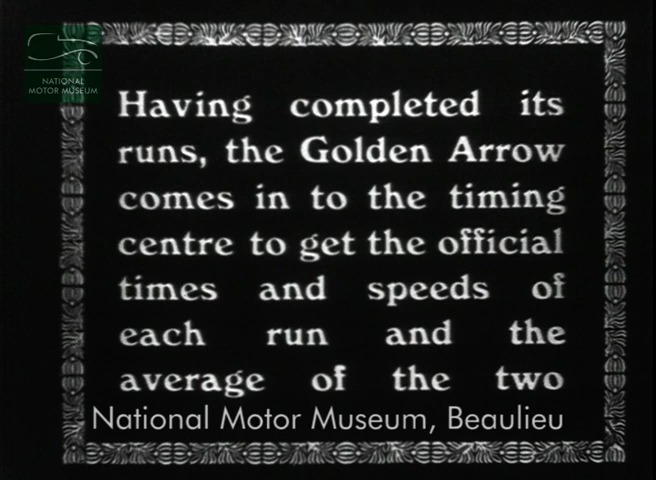 NATIONAL
MOTOR MUSEUM
Having completed its
runs, the Golden Arrow
comes in to the timing
centre to get the official
times and speeds of
each run and the
average of the two
National Motor Museum, Beaulieu